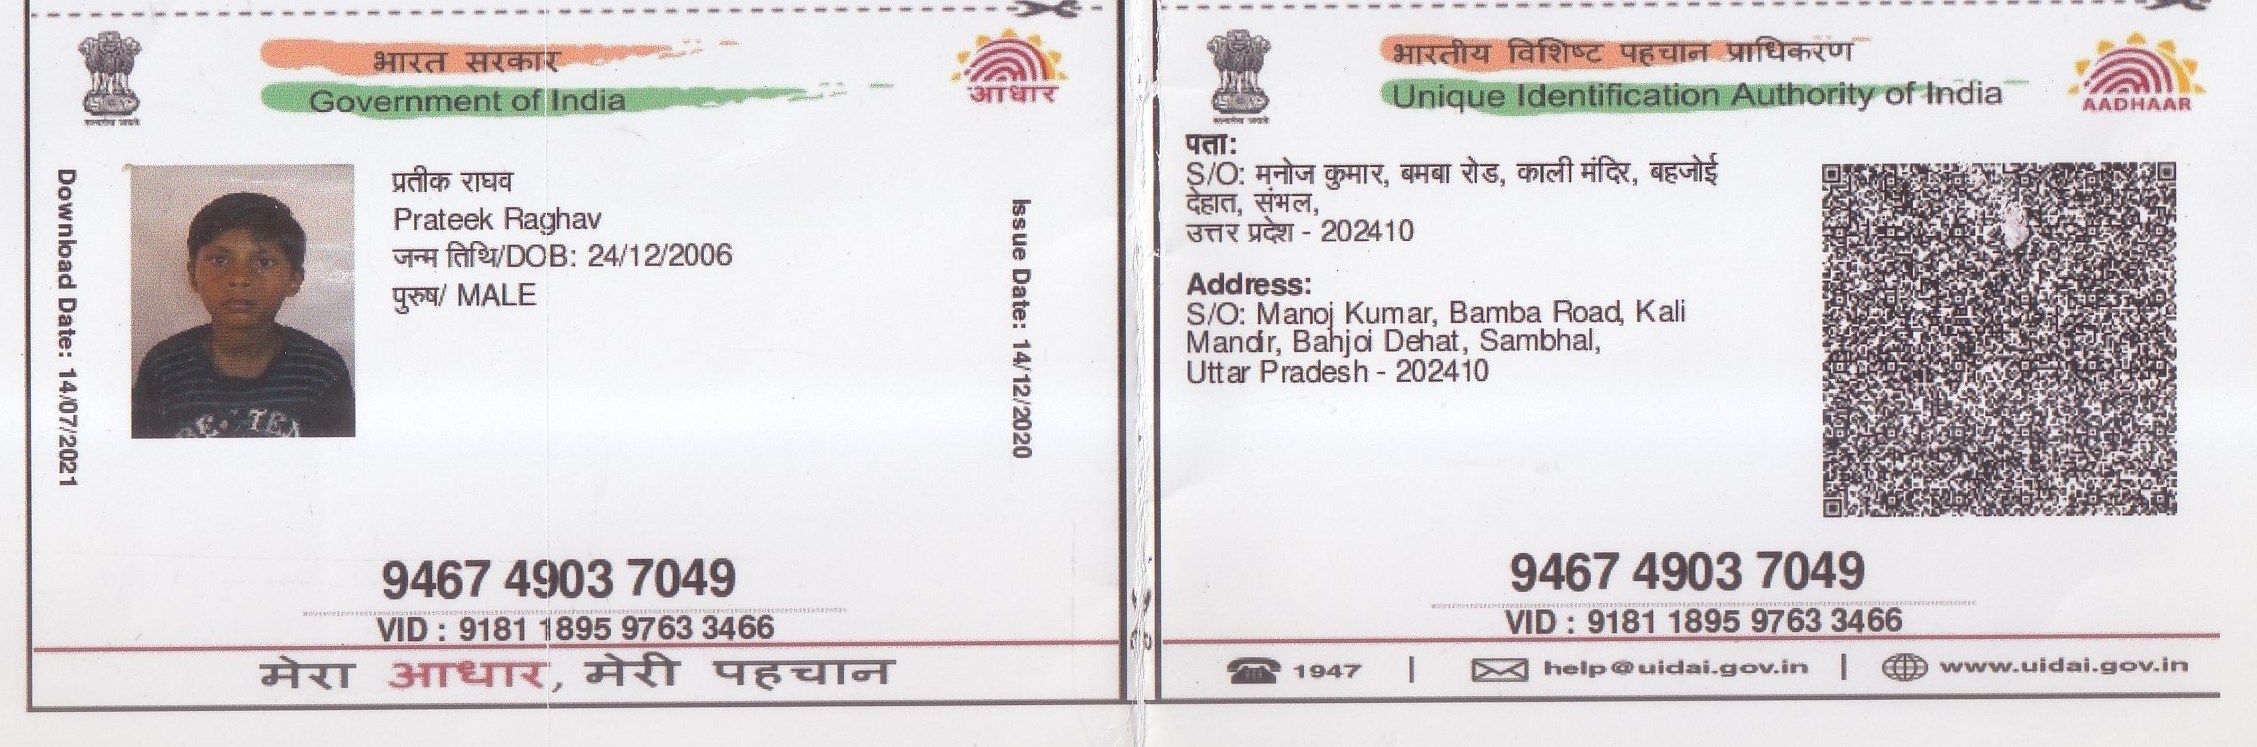 भारत सरकार
Government of India
आधार
Download Date: 14/07/2021
प्रतीक राघव
Prateek Raghav
जन्म तिथि/DOB: 24/12/2006
पुरुष/ MALE
Issue Date: 14/12/2020
9467 4903 7049
VID : 9181 1895 9763 3466
मेरा आधार, मेरी पहचान
भारतीय विशिष्ट पहचान प्राधिकरण
Unique Identification Authority of India
AADHAAR
पता:
S/O: मनोज कुमार, बमबा रोड, काली मंदिर, बहजोई
देहात, संभल,
उत्तर प्रदेश - 202410
Address:
S/O: Manoj Kumar, Bamba Road, Kali
Mandir, Bahjoi Dehat, Sambhal,
Uttar Pradesh - 202410
9467 4903 7049
VID : 9181 1895 9763 3466
1947 | help@uidai.gov.in | www.uidai.gov.in